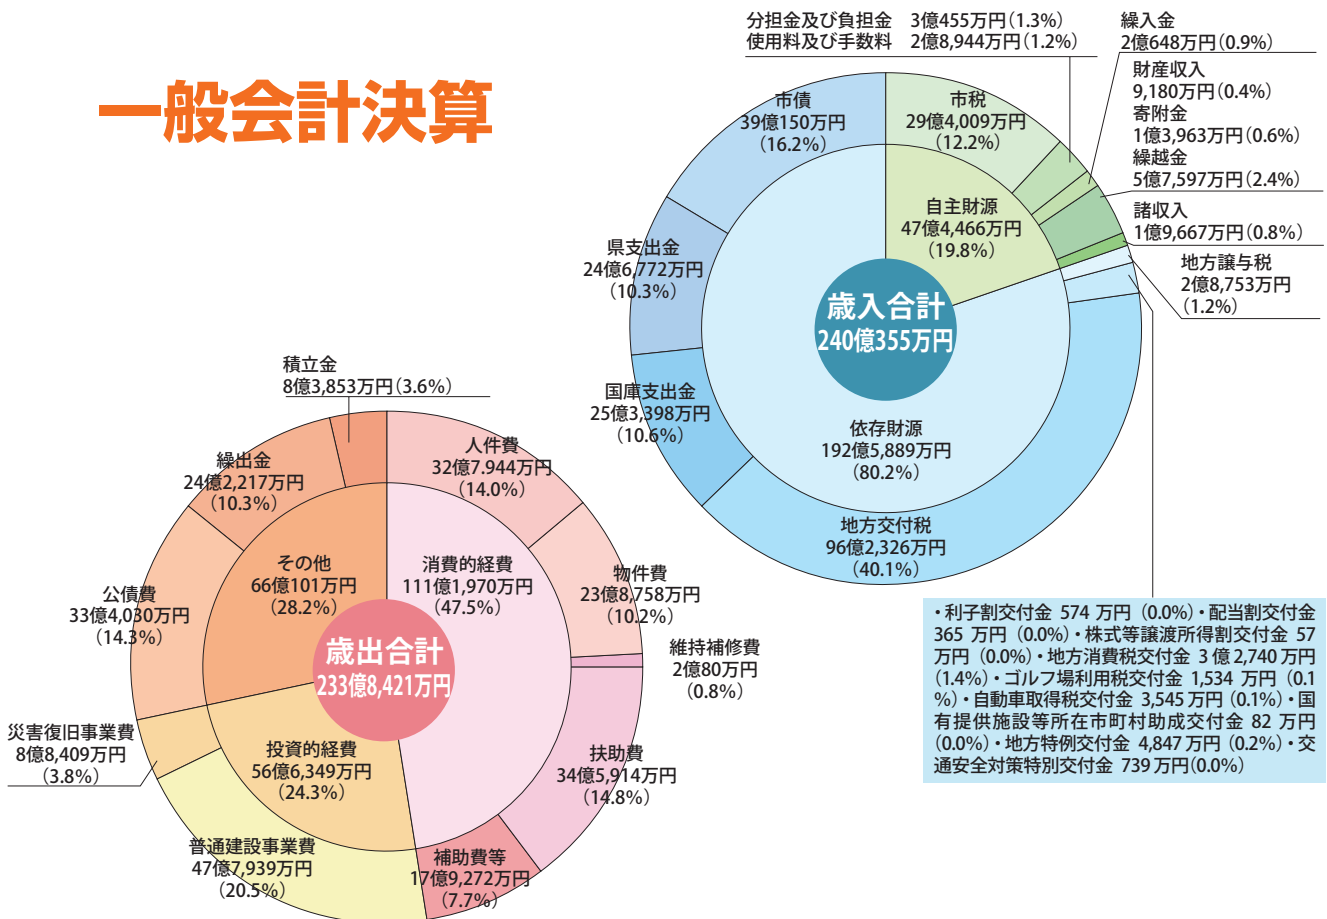 一般会計決算
分担金及び負担金 3億455万円(1.3%)
使用料及び手数料 2億8,944万円(1.2%)
繰入金
2億648万円(0.9%)
財産収入
9,180万円(0.4%)
寄附金
1億3,963万円(0.6%)
繰越金
5億7,597万円(2.4%)
諸収入
1億9,667万円(0.8%)
地方譲与税
2億8,753万円
(1.2%)
市債
39億150万円
(16.2%)
市税
29億4,009万円
(12.2%)
自主財源
47億4,466万円
(19.8%)
県支出金
24億6,772万円
(10.3%)
歳入合計
240億355万円
国庫支出金
25億3,398万円
(10.6%)
依存財源
192億5,889万円
(80.2%)
地方交付税
96億2,326万円
(40.1%)
・利子割交付金 574 万円 (0.0%)・配当割交付金
365 万円 (0.0%)・株式等譲渡所得割交付金 57
万円 (0.0%)・地方消費税交付金 3 億 2,740 万円
(1.4%)・ゴルフ場利用税交付金 1,534 万円 (0.1
%)・自動車取得税交付金 3,545 万円 (0.1%)・国
有提供施設等所在市町村助成交付金 82 万円
(0.0%)・地方特例交付金 4,847 万円 (0.2%)・交
通安全対策特別交付金 739 万円(0.0%)
積立金
8億3,853万円(3.6%)
繰出金
24億2,217万円
(10.3%)
人件費
32億7.944万円
(14.0%)
その他
66億101万円
(28.2%)
消費的経費
111億1,970万円
(47.5%)
物件費
23億8,758万円
(10.2%)
公債費
33億4,030万円
(14.3%)
歳出合計
233億8,421万円
維持補修費
2億80万円
(0.8%)
災害復旧事業費
8億8,409万円
(3.8%)
投資的経費
56億6,349万円
(24.3%)
扶助費
34億5,914万円
(14.8%)
普通建設事業費
47億7,939万円
(20.5%)
補助費等
17億9,272万円
(7.7%)